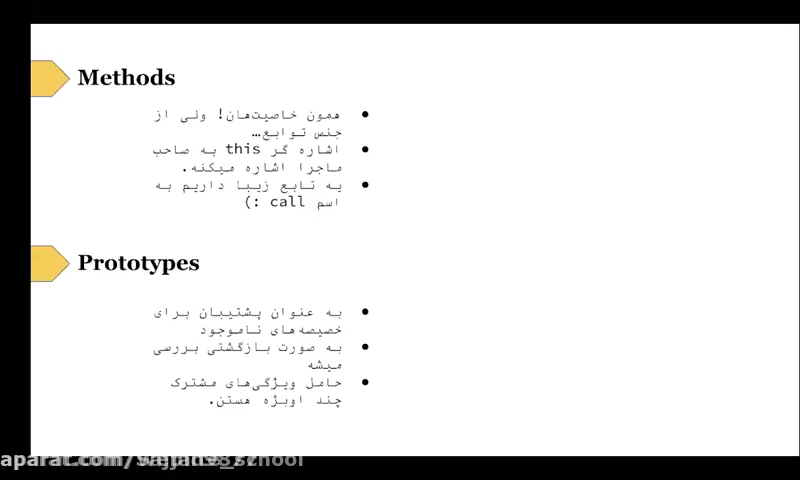 Methods
همون خاصیت‌هان! ولی از
جنس توابع…
اشاره گر this به صاحب
ماجرا اشاره میکنه.
یه تابع زیبا داریم به
اسم call :)
Prototypes
به عنوان پشتیبان برای
خصیصه‌های ناموجود
به صورت بازگشتی بررسی
میشه
حامل ویژگی‌های مشترک
چند اوبژه هستن.
aparat.com/